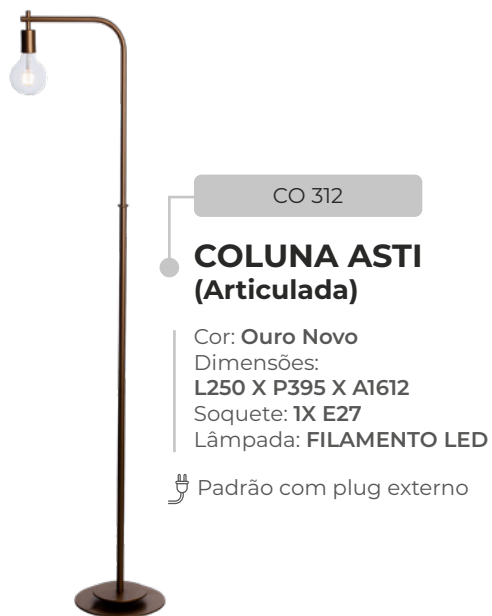 CO 312
COLUNA ASTI
(Articulada)
Cor: Ouro Novo
Dimensões:
L250 X P395 X A1612
Soquete: 1X E27
Lâmpada: FILAMENTO LED
Padrão com plug externo